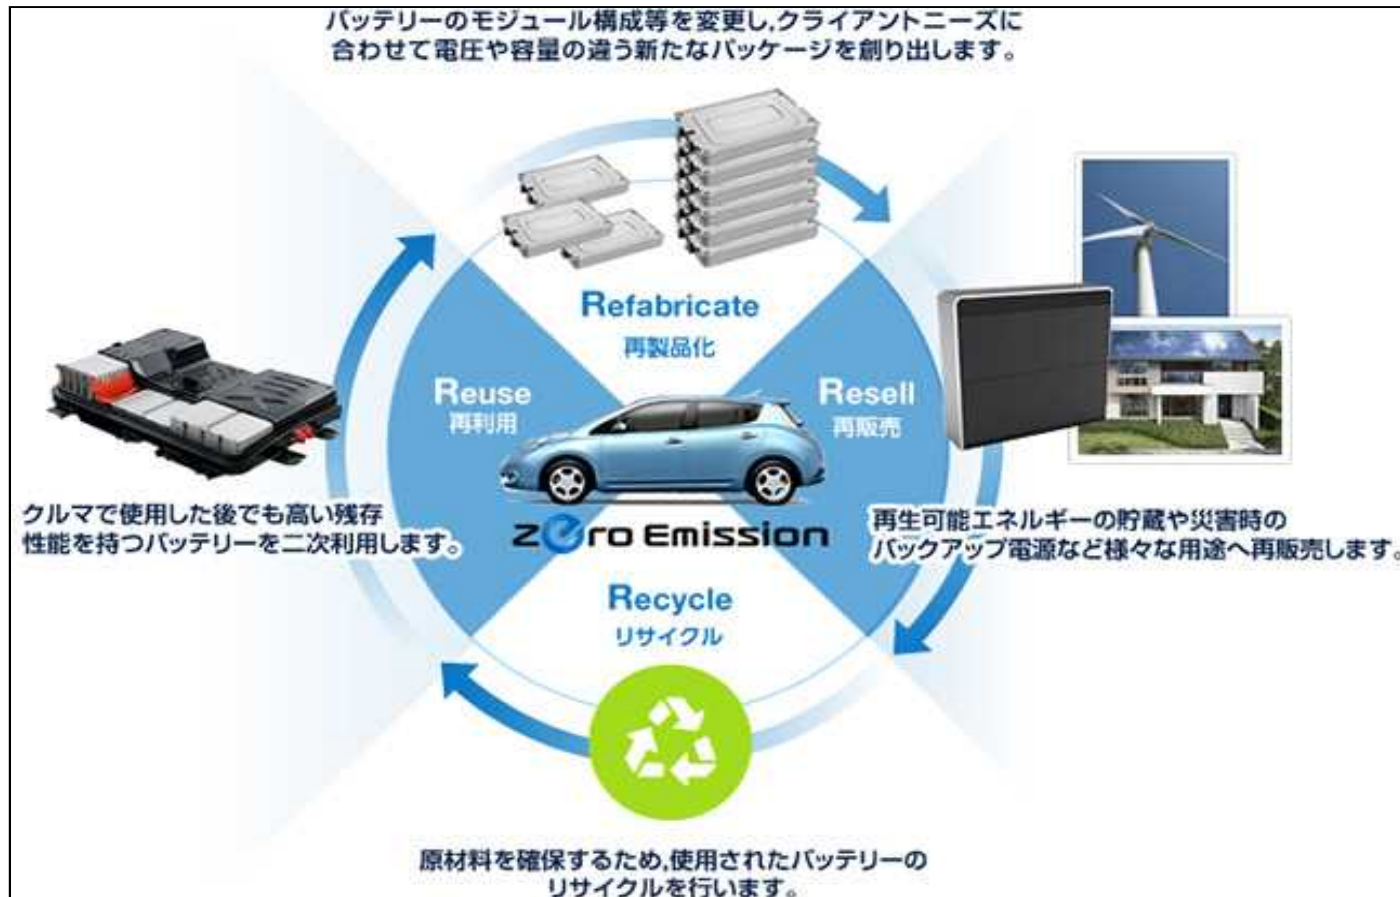 バッテリーのモジュール構成等を変更し,クライアントニーズに
合わせて電圧や容量の違う新たなパッケージを創り出します。
Refabricate
再製品化
Reuse
再利用
Resell
再販売
クルマで使用した後でも高い残存
性能を持つバッテリーを二次利用します。
zero Emission
再生可能エネルギーの貯蔵や災害時の
バックアップ電源など様々な用途へ再販売します。
Recycle
リサイクル
原材料を確保するため,使用されたバッテリーの
リサイクルを行います。